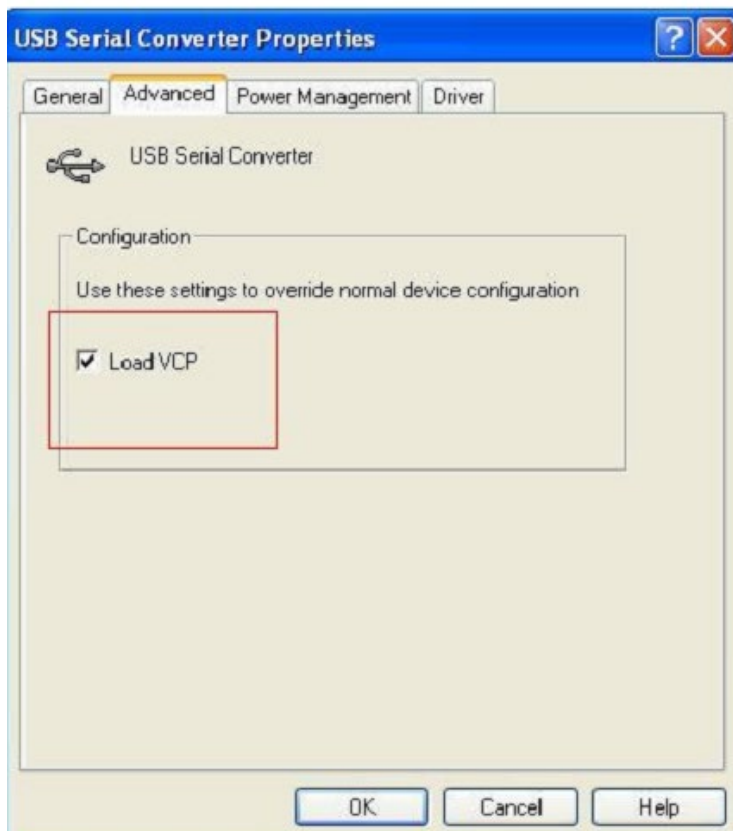 USB Serial Converter Properties
General Advanced Power Management Driver
USB Serial Converter
Configuration
Use these settings to override normal device configuration
Load VCP
OK Cancel Help